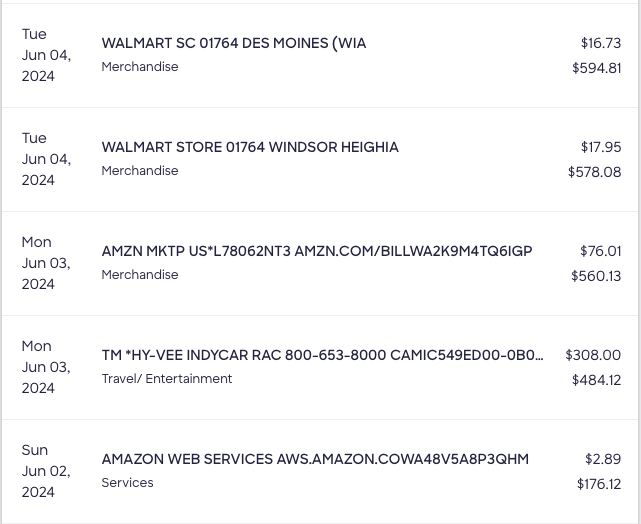 Tue
Jun 04,
2024
WALMART SC 01764 DES MOINES (WIA
Merchandise
$16.73
$594.81
Tue
Jun 04,
2024
WALMART STORE 01764 WINDSOR HEIGHIA
Merchandise
$17.95
$578.08
Mon
Jun 03,
2024
AMZN MKTP US*L78062NT3 AMZN.COM/BILLWA2K9M4TQ6IGP
Merchandise
$76.01
$560.13
Mon
Jun 03,
2024
TM *HY-VEE INDYCAR RAC 800-653-8000 CAMIC549ED00-0B0...
Travel/ Entertainment
$308.00
$484.12
Sun
Jun 02,
2024
AMAZON WEB SERVICES AWS.AMAZON.COWA48V5A8P3QHM
Services
$2.89
$176.12